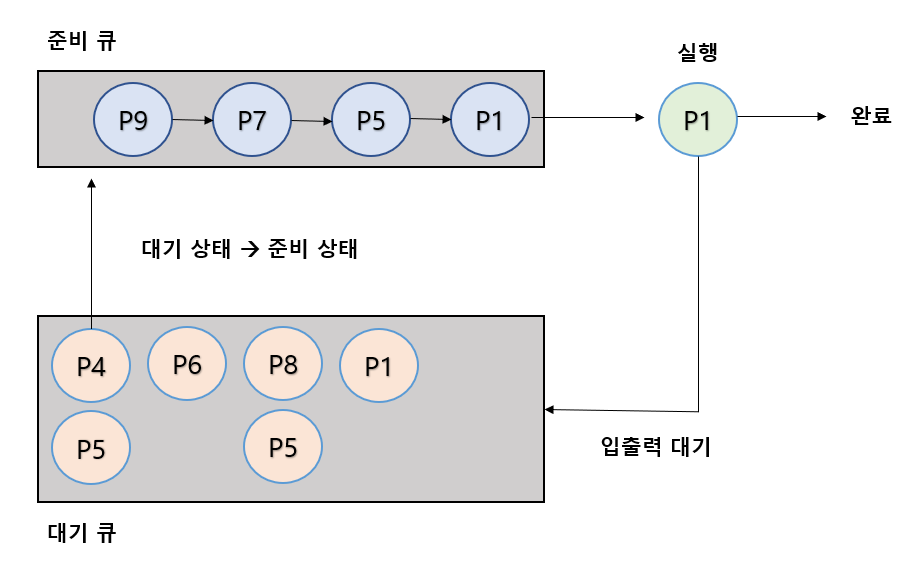 준비 큐
실행
P9
P7
P5
P1
P1
완료
대기 상태 → 준비 상태
P4
P6
P8
P1
P5
P5
입출력 대기
대기 큐